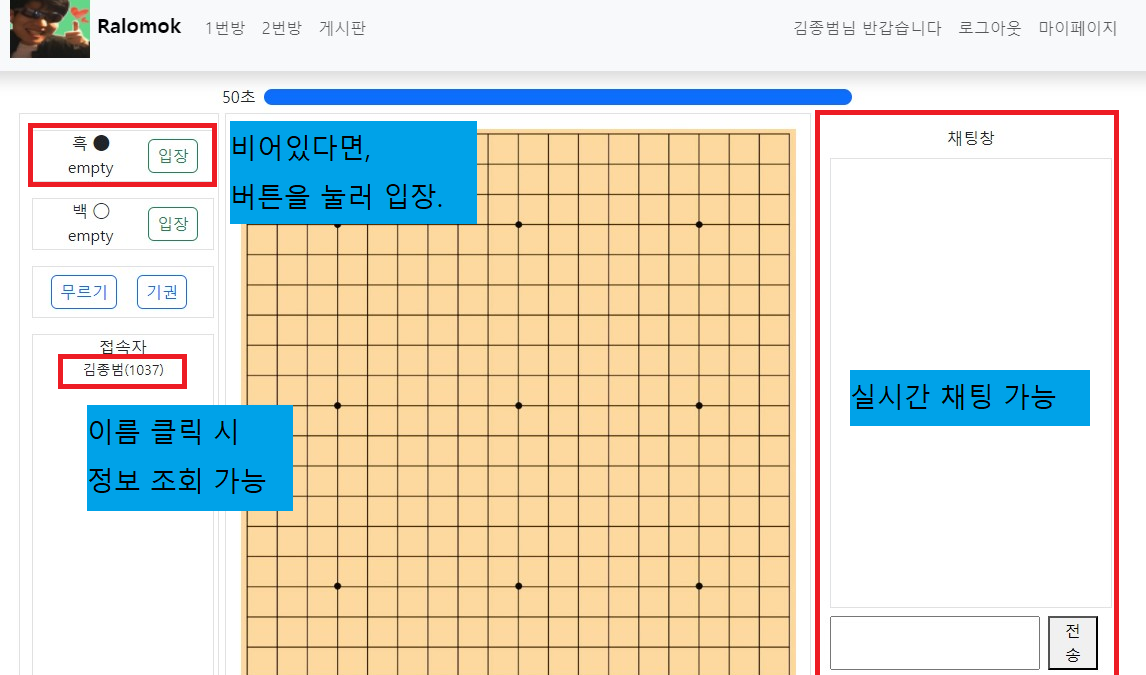 Ralomok 1번방 2번방 게시판 김종범님 반갑습니다 로그아웃 마이페이지
50초
흑 ●
empty
입장
백 ○
empty
입장
무르기 기권
접속자
김종범(1037)
이름 클릭 시
정보 조회 가능
비어있다면,
버튼을 눌러 입장.
채팅창
실시간 채팅 가능
전
송